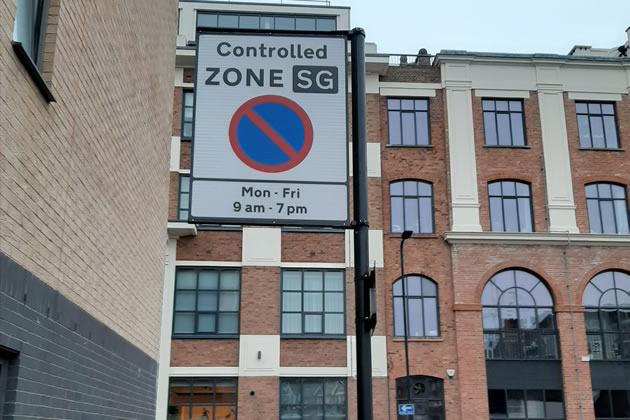 Controlled
ZONE SG
Mon - Fri
9 am - 7 pm